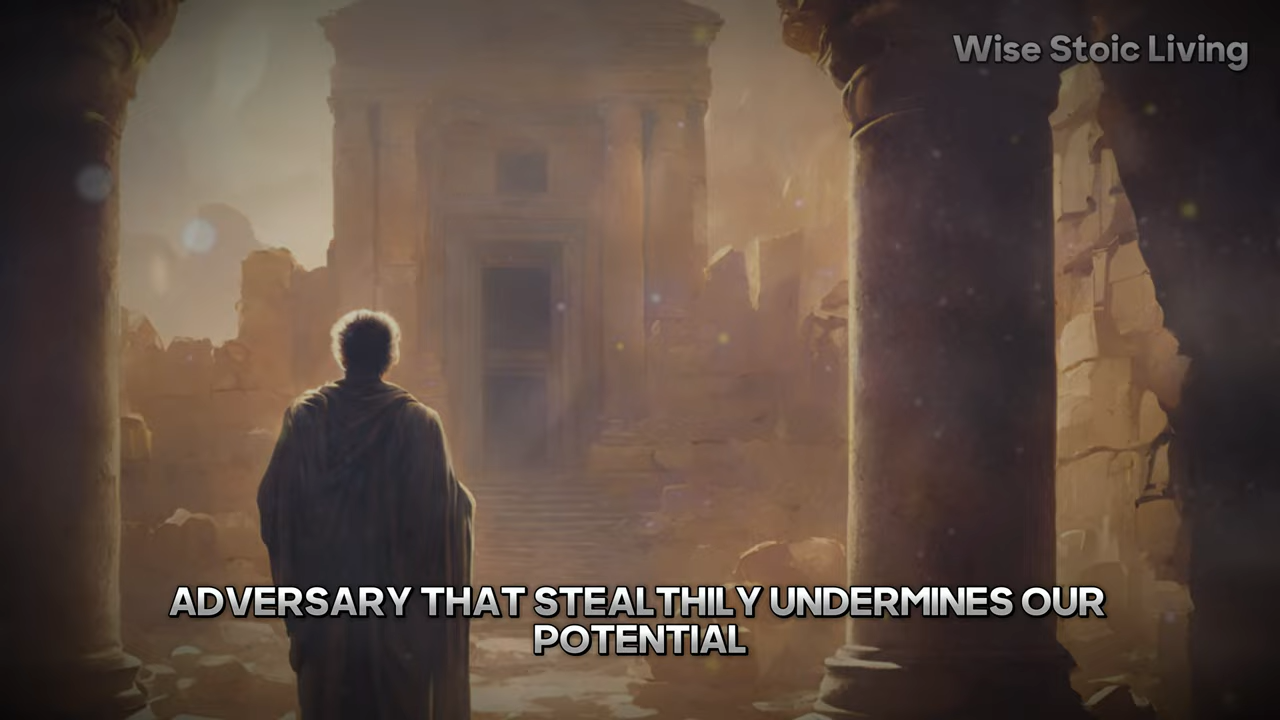 Wise Stoic Living
ADVERSARY THAT STEALTHILY UNDERMINES OUR
POTENTIAL